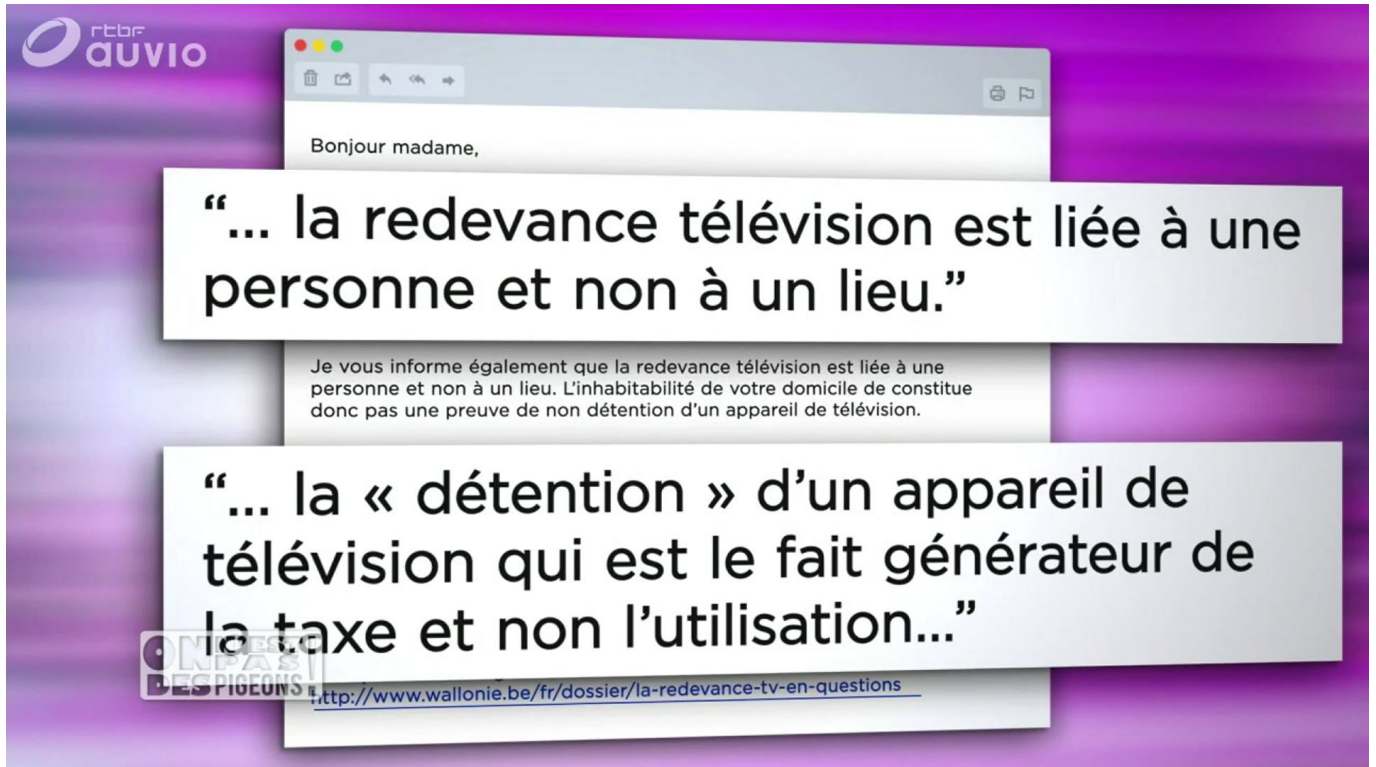 rtbf
auvio
Bonjour madame,
“... la redevance télévision est liée à une
personne et non à un lieu.”
Je vous informe également que la redevance télévision est liée à une
personne et non à un lieu. L’inhabitabilité de votre domicile de constitue
donc pas une preuve de non détention d’un appareil de télévision.
“... la « détention » d’un appareil de
télévision qui est le fait générateur de
la taxe et non l’utilisation...”
ON N'EST
PAS
DES PIGEONS !
http://www.wallonie.be/fr/dossier/la-redevance-tv-en-questions